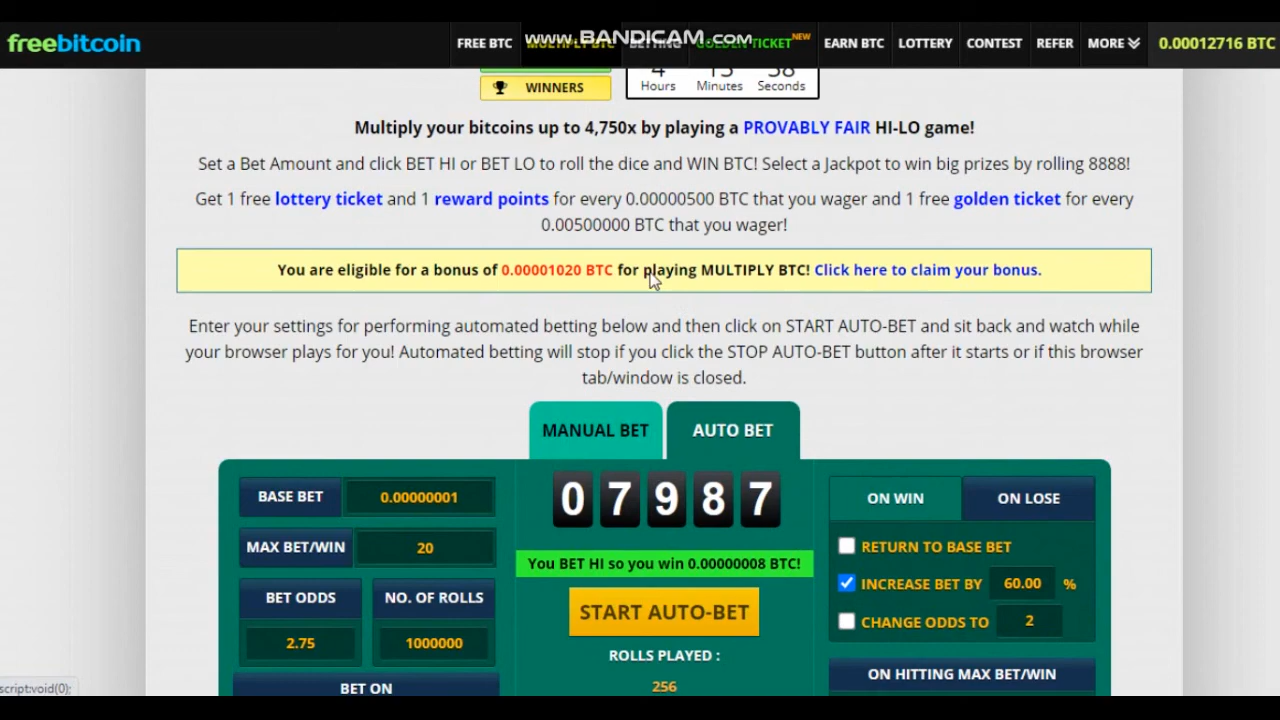 freebitcoin
FREE BTC
MULTIPLY BTC
BETTING
GOLDEN TICKET NEW
EARN BTC
LOTTERY
CONTEST
REFER
MORE
0.00012716 BTC
www.BANDICAM.com
WINNERS
4 15 58
Hours Minutes Seconds
Multiply your bitcoins up to 4,750x by playing a PROVABLY FAIR HI-LO game!
Set a Bet Amount and click BET HI or BET LO to roll the dice and WIN BTC! Select a Jackpot to win big prizes by rolling 8888!
Get 1 free lottery ticket and 1 reward points for every 0.00000500 BTC that you wager and 1 free golden ticket for every
0.00500000 BTC that you wager!
You are eligible for a bonus of 0.00001020 BTC for playing MULTIPLY BTC! Click here to claim your bonus.
Enter your settings for performing automated betting below and then click on START AUTO-BET and sit back and watch while
your browser plays for you! Automated betting will stop if you click the STOP AUTO-BET button after it starts or if this browser
tab/window is closed.
MANUAL BET
AUTO BET
BASE BET
0.00000001
MAX BET/WIN
20
BET ODDS
NO. OF ROLLS
2.75
1000000
BET ON
0 7 9 8 7
You BET HI so you win 0.00000008 BTC!
START AUTO-BET
ROLLS PLAYED :
256
ON WIN
ON LOSE
RETURN TO BASE BET
INCREASE BET BY 60.00 %
CHANGE ODDS TO 2
ON HITTING MAX BET/WIN
script:void(0);